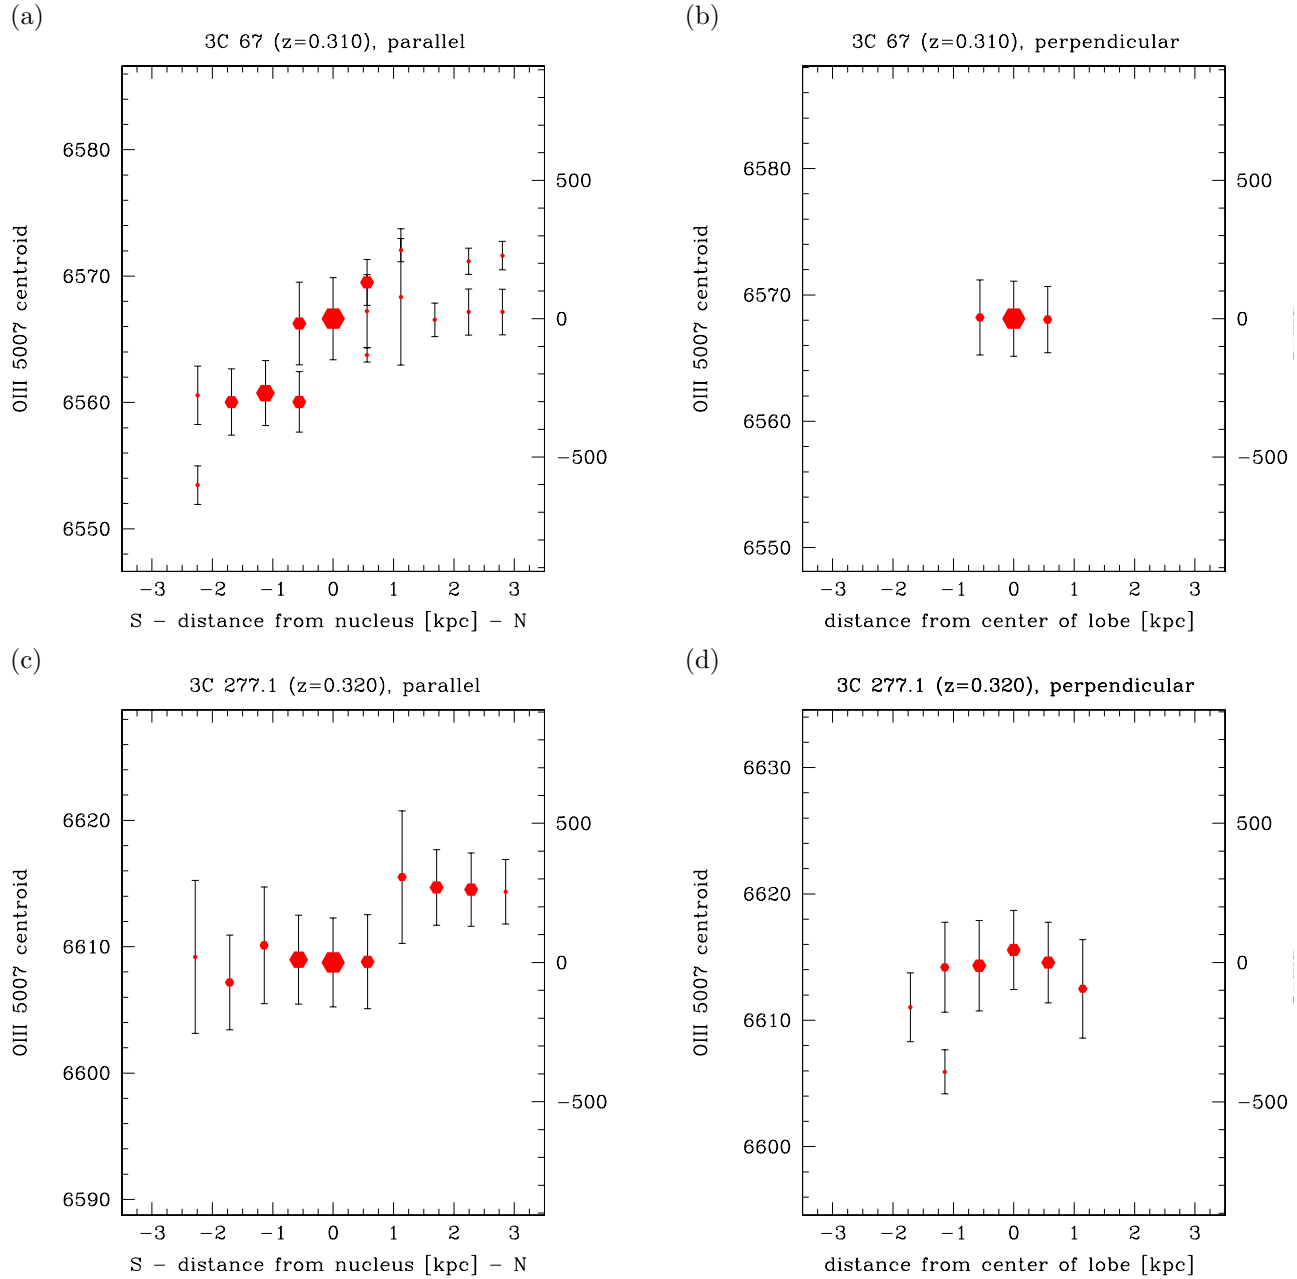 (a)
3C 67 (z=0.310), parallel
OIII 5007 centroid
6580
6570
6560
6550
500
0
−500
−3 −2 −1 0 1 2 3
S − distance from nucleus [kpc] − N
(b)
3C 67 (z=0.310), perpendicular
OIII 5007 centroid
6580
6570
6560
6550
500
0
−500
−3 −2 −1 0 1 2 3
distance from center of lobe [kpc]
(c)
3C 277.1 (z=0.320), parallel
OIII 5007 centroid
6620
6610
6600
6590
500
0
−500
−3 −2 −1 0 1 2 3
S − distance from nucleus [kpc] − N
(d)
3C 277.1 (z=0.320), perpendicular
OIII 5007 centroid
6630
6620
6610
6600
500
0
−500
−3 −2 −1 0 1 2 3
distance from center of lobe [kpc]